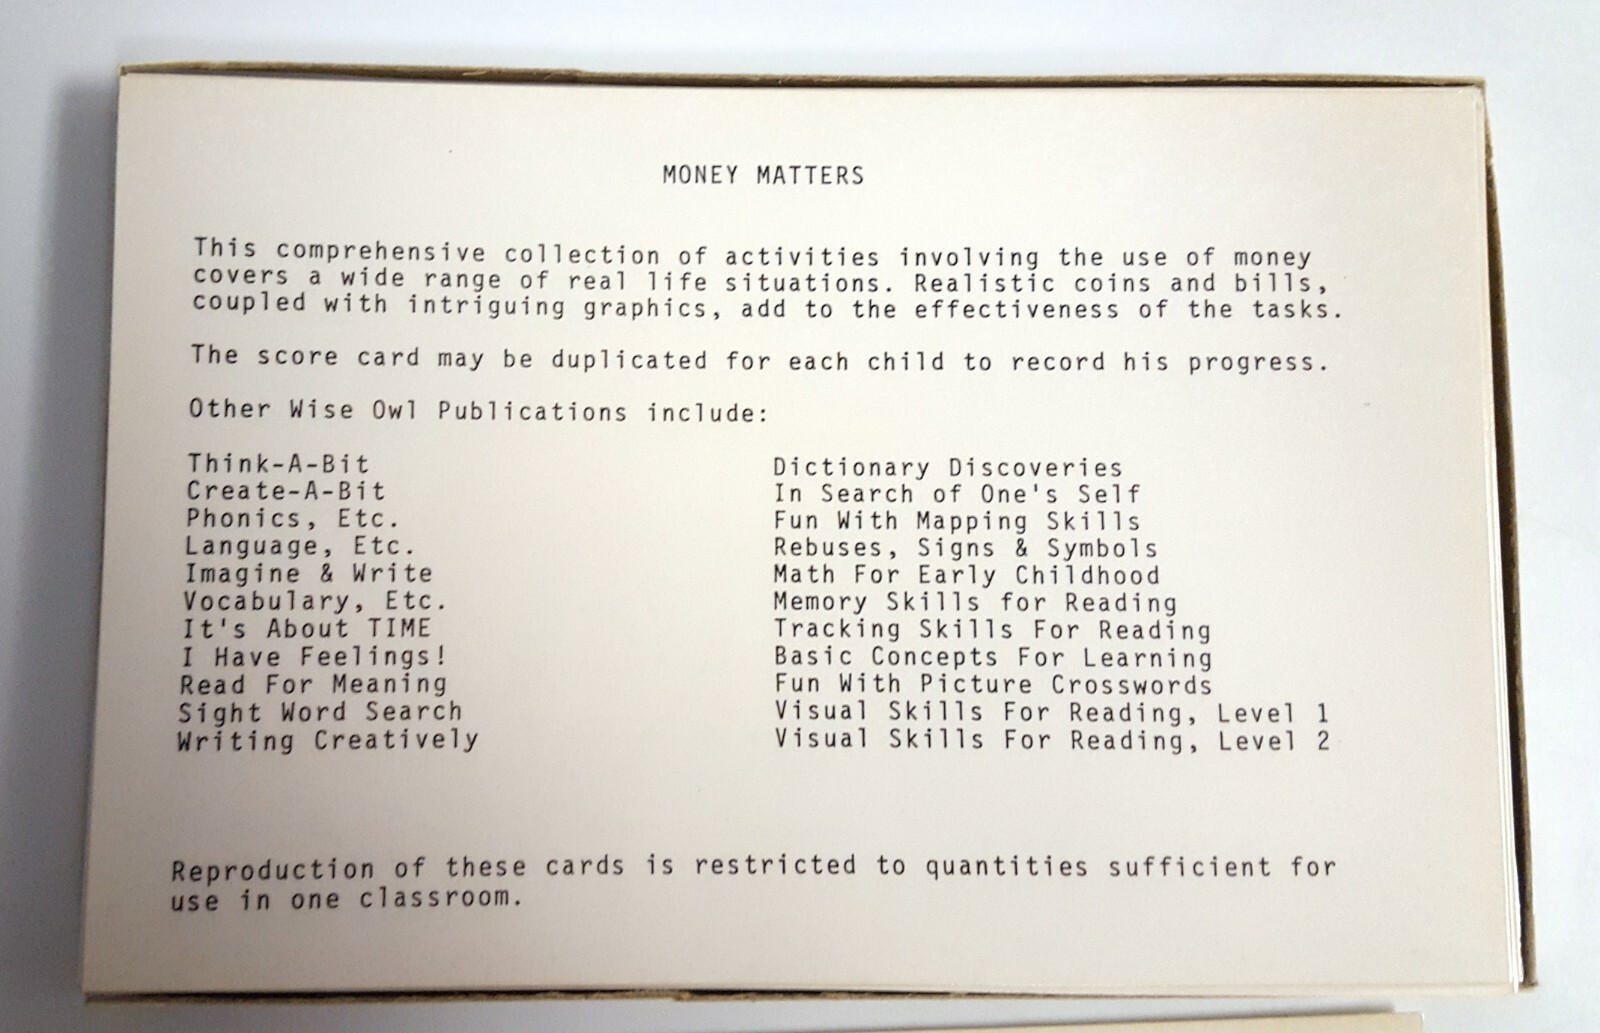 MONEY MATTERS
This comprehensive collection of activities involving the use of money
covers a wide range of real life situations. Realistic coins and bills,
coupled with intriguing graphics, add to the effectiveness of the tasks.
The score card may be duplicated for each child to record his progress.
Other Wise Owl Publications include:
Think-A-Bit
Create-A-Bit
Phonics, Etc.
Language, Etc.
Imagine & Write
Vocabulary, Etc.
It's About TIME
I Have Feelings!
Read For Meaning
Sight Word Search
Writing Creatively
Dictionary Discoveries
In Search of One's Self
Fun With Mapping Skills
Rebuses, Signs & Symbols
Math For Early Childhood
Memory Skills for Reading
Tracking Skills For Reading
Basic Concepts For Learning
Fun With Picture Crosswords
Visual Skills For Reading, Level 1
Visual Skills For Reading, Level 2
Reproduction of these cards is restricted to quantities sufficient for
use in one classroom.